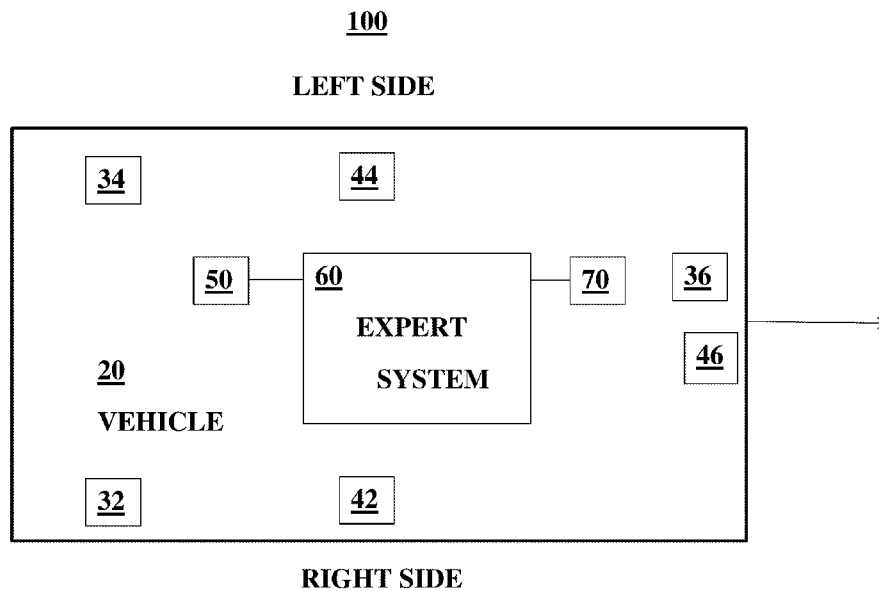 100
LEFT SIDE
34
44
50
60
70
36
EXPERT
46
20
SYSTEM
VEHICLE
32
42
RIGHT SIDE